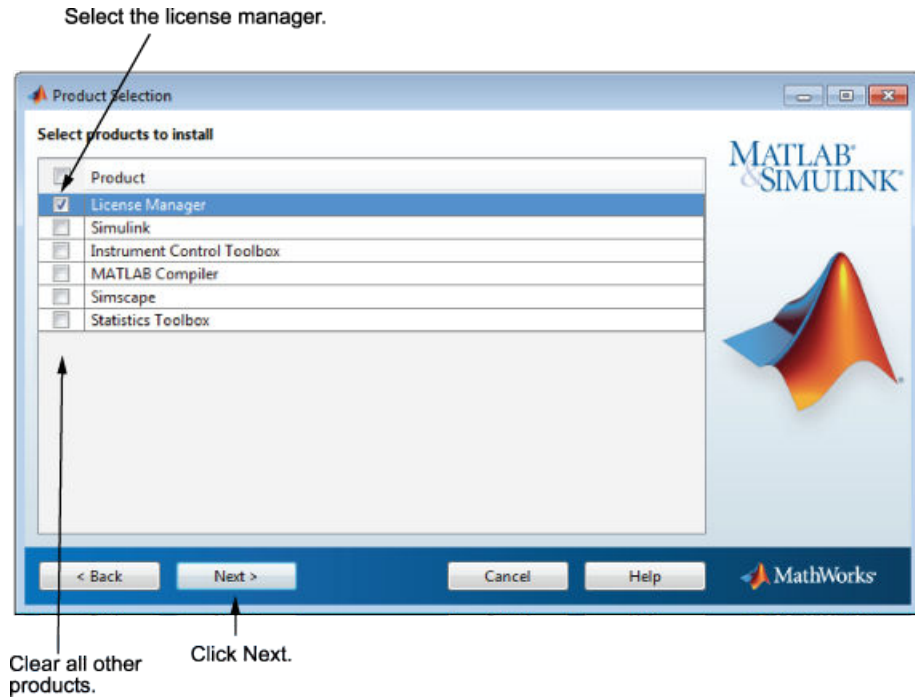 Select the license manager.
Product Selection
Select products to install
Product
License Manager
Simulink
Instrument Control Toolbox
MATLAB Compiler
Simscape
Statistics Toolbox
MATLAB®
&SIMULINK®
< Back
Next >
Cancel
Help
MathWorks®
Clear all other
products.
Click Next.